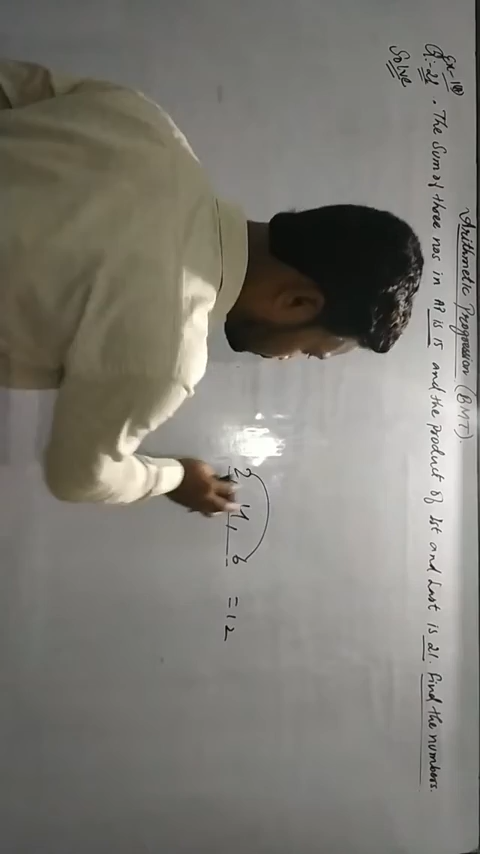 Arithmetic Progression (BMT).
Ex-1(a)
Q:-21. The Sum of three nos in AP is 15 and the product of 1st and Last is 21. Find the numbers.
Solve
2, 4, 6 = 12